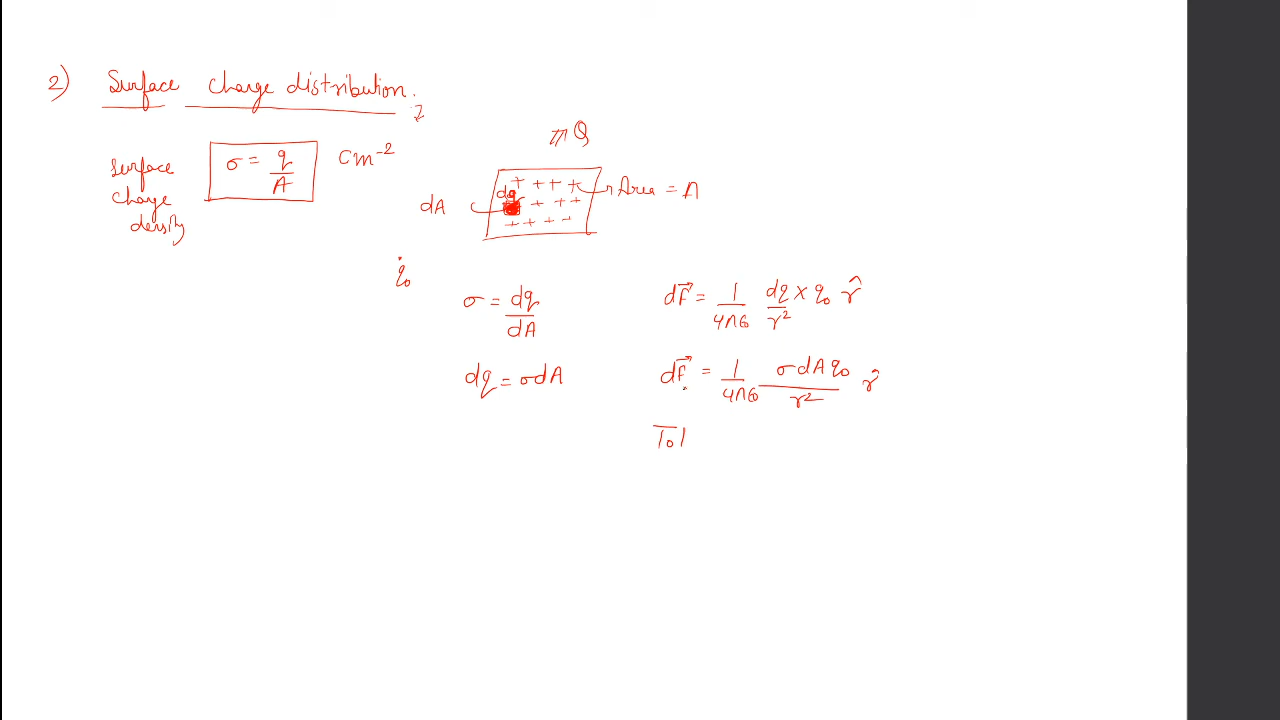 2) Surface Charge distribution.
Surface charge density
σ = q/A
Cm⁻²
Q
dq
dA
Area = A
q₀
σ = dq/dA
dF⃗ = 1/4πε₀ dq/r² × q₀ r̂
dq = σdA
dF⃗ = 1/4πε₀ σdA q₀/r² r̂
Tot